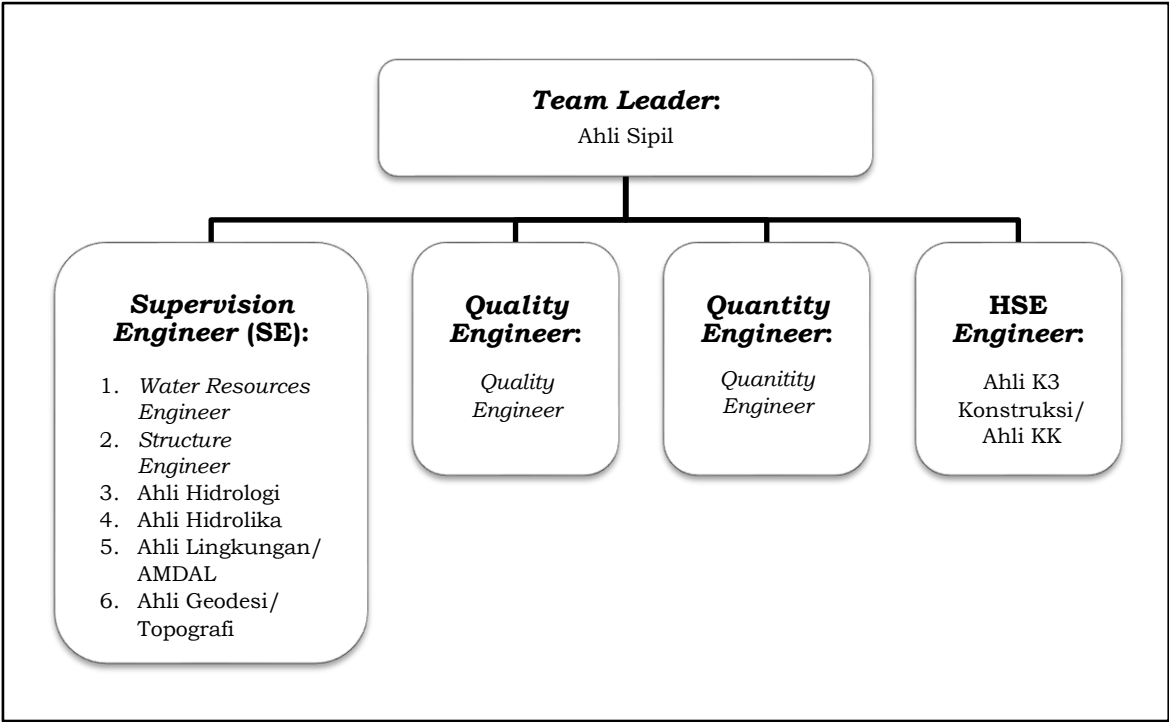 Team Leader:
Ahli Sipil
Supervision
Engineer (SE):
1. Water Resources
Engineer
2. Structure
Engineer
3. Ahli Hidrologi
4. Ahli Hidrolika
5. Ahli Lingkungan/
AMDAL
6. Ahli Geodesi/
Topografi
Quality
Engineer:
Quality
Engineer
Quantity
Engineer:
Quanitity
Engineer
HSE
Engineer:
Ahli K3
Konstruksi/
Ahli KK